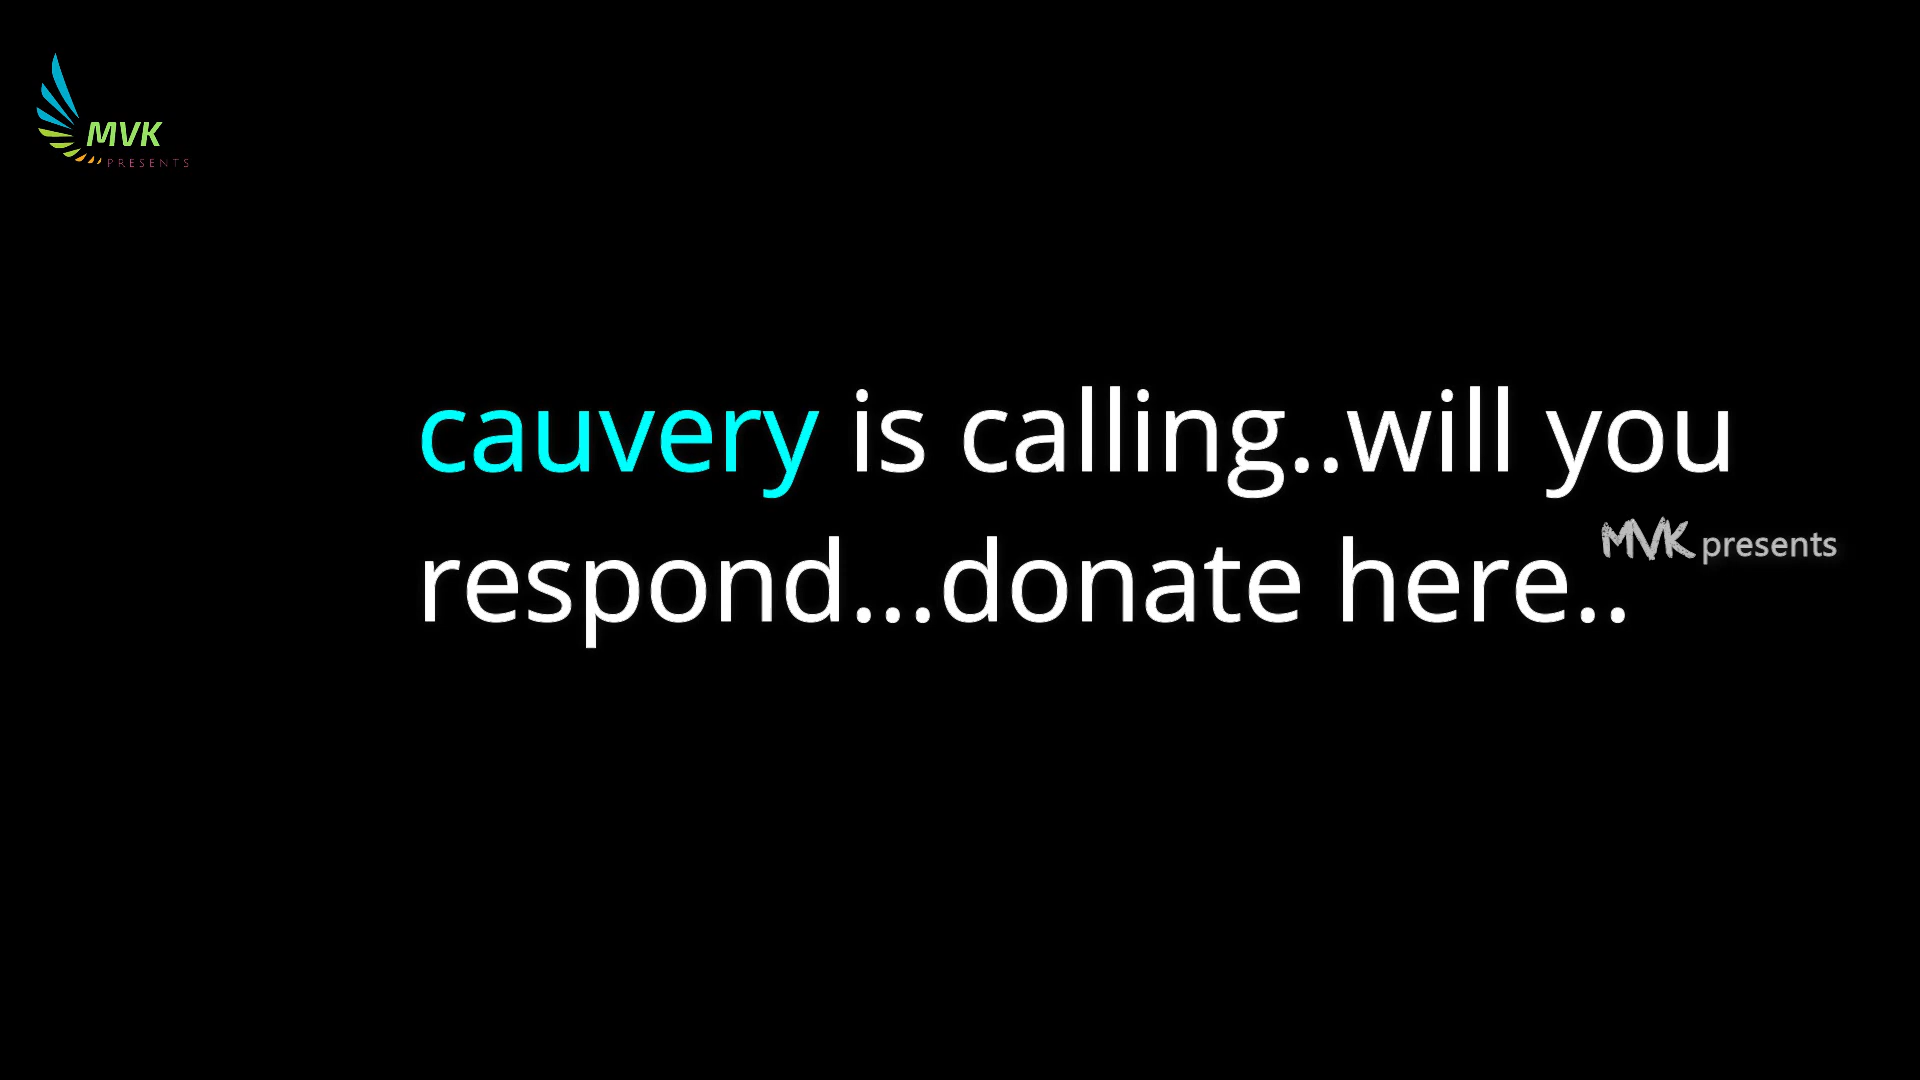 MVK
PRESENTS
cauvery is calling..will you
respond...donate here..
MVK presents